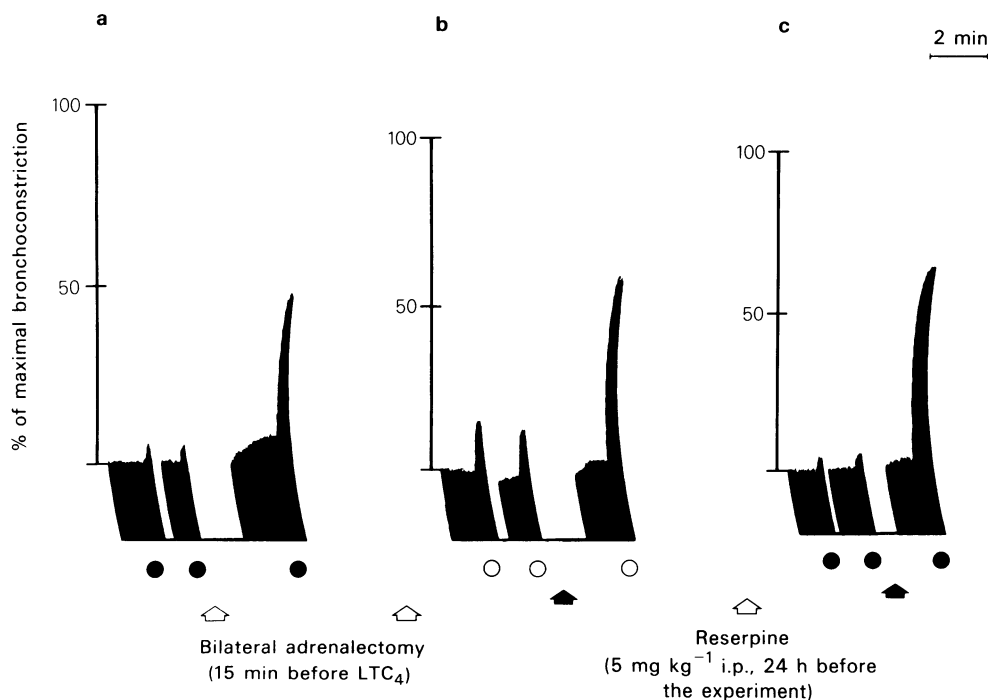 a
b
c
2 min
100
50
100
50
100
50
% of maximal bronchoconstriction
Bilateral adrenalectomy
(15 min before LTC₄)
Reserpine
(5 mg kg⁻¹ i.p., 24 h before
the experiment)